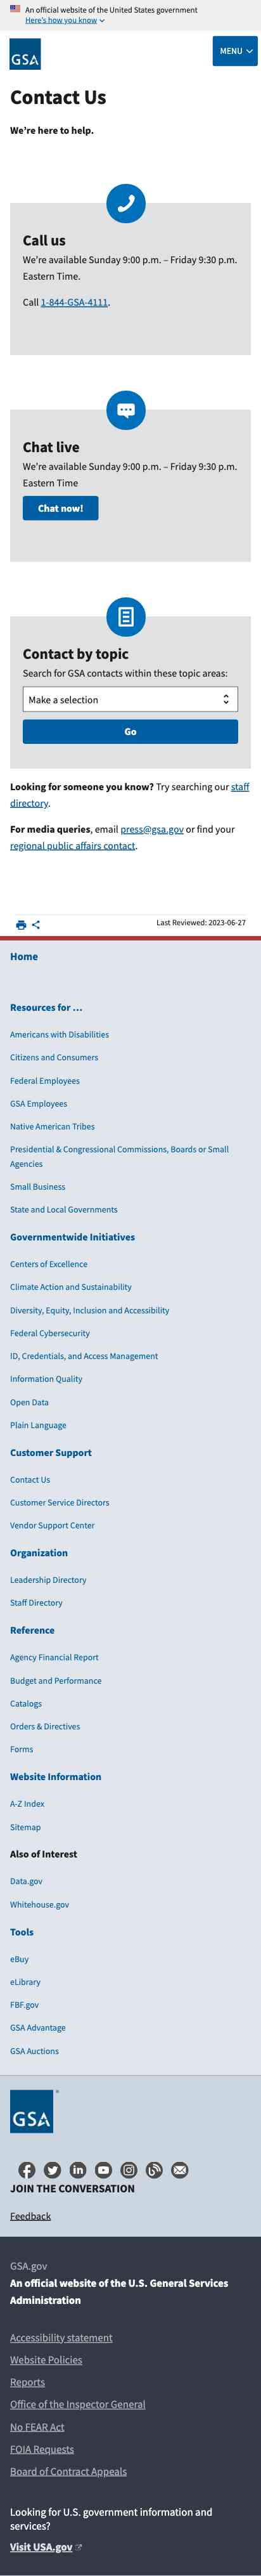 An official website of the United States government
Here's how you know
GSA
MENU
Contact Us
We're here to help.
Call us
We're available Sunday 9:00 p.m. – Friday 9:30 p.m.
Eastern Time.
Call 1-844-GSA-4111.
Chat live
We're available Sunday 9:00 p.m. – Friday 9:30 p.m.
Eastern Time
Chat now!
Contact by topic
Search for GSA contacts within these topic areas:
Make a selection
Go
Looking for someone you know? Try searching our staff
directory.
For media queries, email press@gsa.gov or find your
regional public affairs contact.
Last Reviewed: 2023-06-27
Home
Resources for …
Americans with Disabilities
Citizens and Consumers
Federal Employees
GSA Employees
Native American Tribes
Presidential & Congressional Commissions, Boards or Small
Agencies
Small Business
State and Local Governments
Governmentwide Initiatives
Centers of Excellence
Climate Action and Sustainability
Diversity, Equity, Inclusion and Accessibility
Federal Cybersecurity
ID, Credentials, and Access Management
Information Quality
Open Data
Plain Language
Customer Support
Contact Us
Customer Service Directors
Vendor Support Center
Organization
Leadership Directory
Staff Directory
Reference
Agency Financial Report
Budget and Performance
Catalogs
Orders & Directives
Forms
Website Information
A-Z Index
Sitemap
Also of Interest
Data.gov
Whitehouse.gov
Tools
eBuy
eLibrary
FBF.gov
GSA Advantage
GSA Auctions
GSA®
JOIN THE CONVERSATION
Feedback
GSA.gov
An official website of the U.S. General Services
Administration
Accessibility statement
Website Policies
Reports
Office of the Inspector General
No FEAR Act
FOIA Requests
Board of Contract Appeals
Looking for U.S. government information and
services?
Visit USA.gov